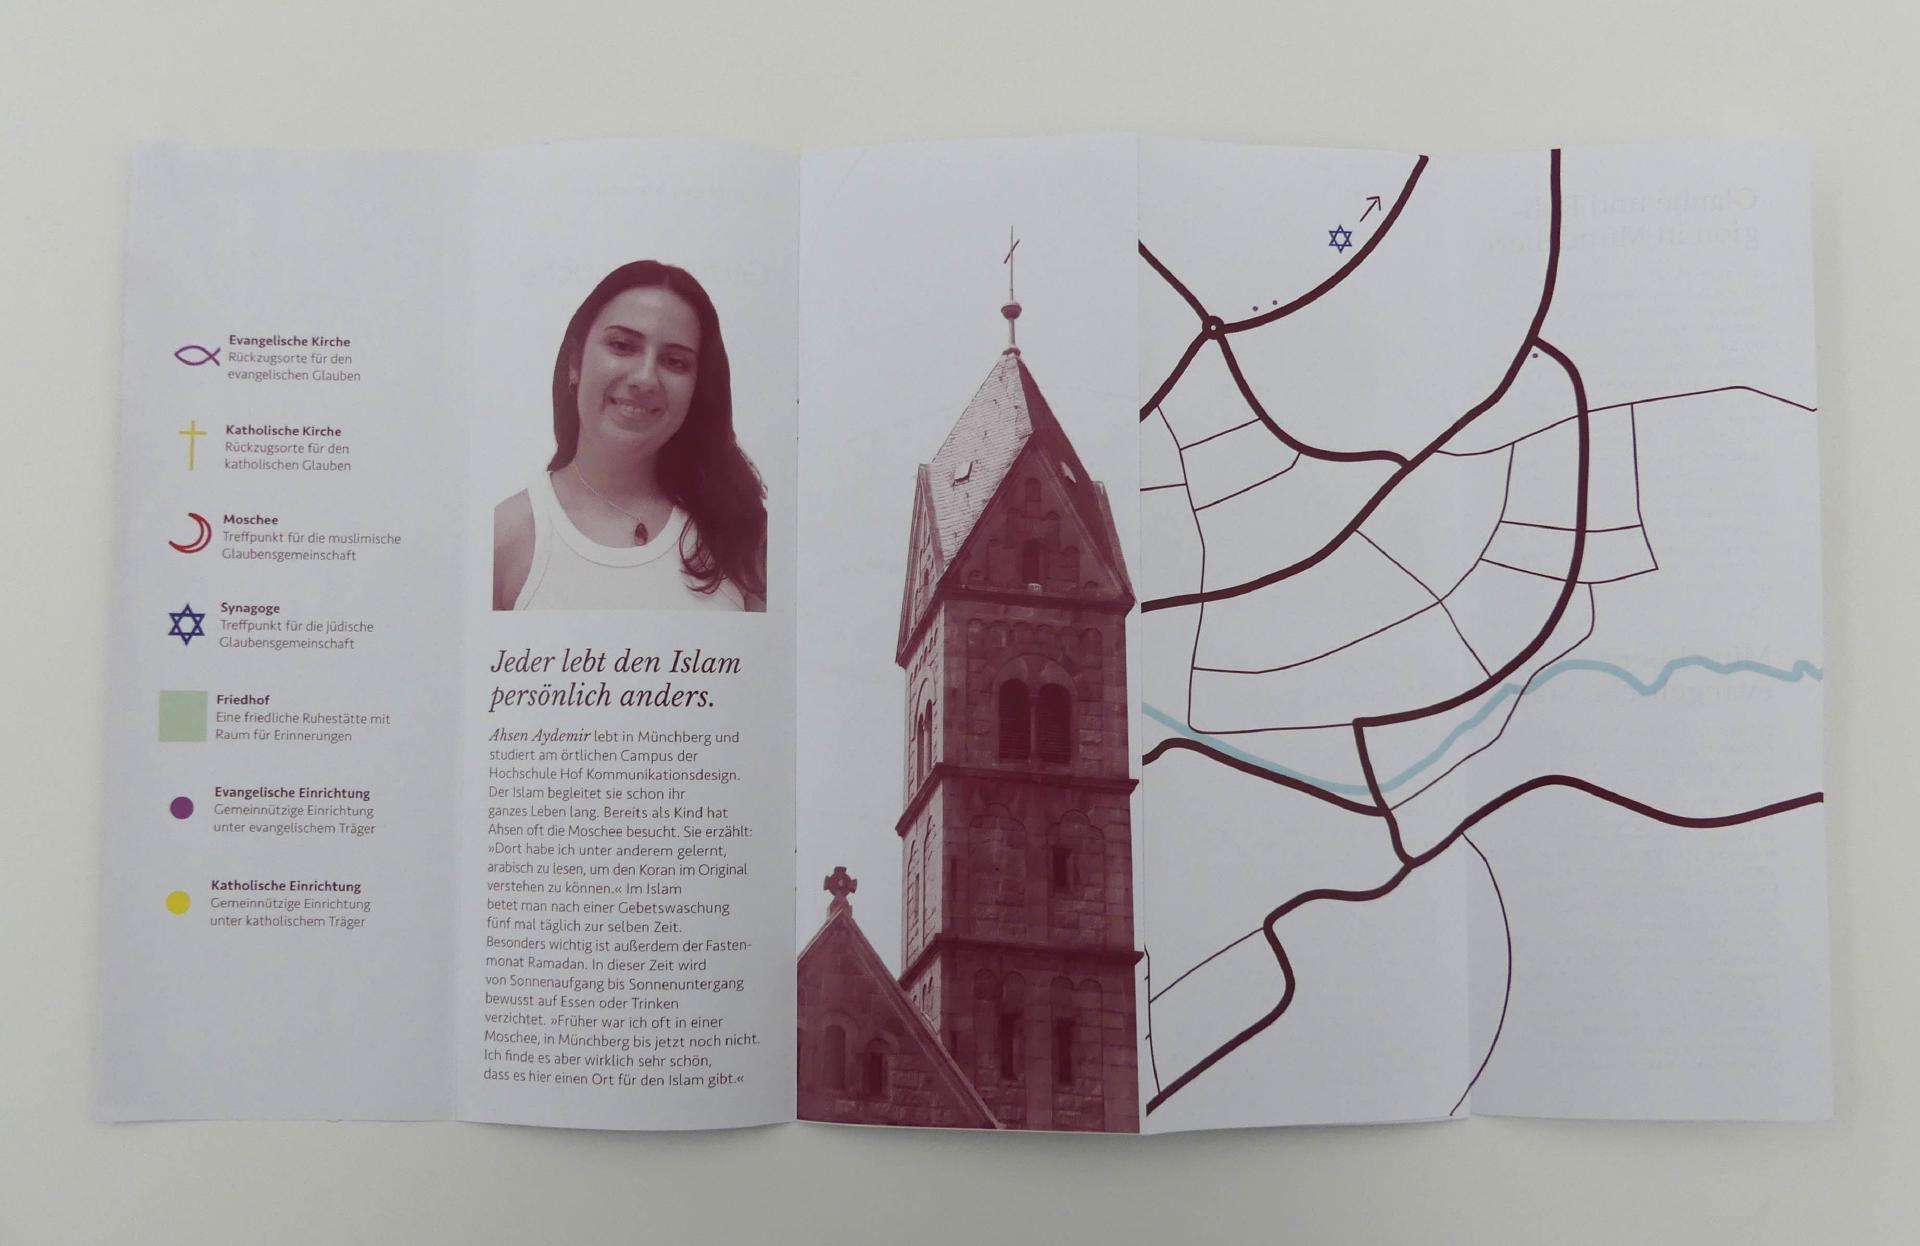 Evangelische Kirche
Rückzugsorte für den
evangelischen Glauben
Katholische Kirche
Rückzugsorte für den
katholischen Glauben
Moschee
Treffpunkt für die muslimische
Glaubensgemeinschaft
Synagoge
Treffpunkt für die jüdische
Glaubensgemeinschaft
Friedhof
Eine friedliche Ruhestätte mit
Raum für Erinnerungen
Evangelische Einrichtung
Gemeinnützige Einrichtung
unter evangelischem Träger
Katholische Einrichtung
Gemeinnützige Einrichtung
unter katholischem Träger
Jeder lebt den Islam
persönlich anders.
Ahsen Aydemir lebt in Münchberg und
studiert am örtlichen Campus der
Hochschule Hof Kommunikationsdesign.
Der Islam begleitet sie schon ihr
ganzes Leben lang. Bereits als Kind hat
Ahsen oft die Moschee besucht. Sie erzählt:
»Dort habe ich unter anderem gelernt,
arabisch zu lesen, um den Koran im Original
verstehen zu können.« Im Islam
betet man nach einer Gebetswaschung
fünf mal täglich zur selben Zeit.
Besonders wichtig ist außerdem der Fasten-
monat Ramadan. In dieser Zeit wird
von Sonnenaufgang bis Sonnenuntergang
bewusst auf Essen oder Trinken
verzichtet. »Früher war ich oft in einer
Moschee, in Münchberg bis jetzt noch nicht.
Ich finde es aber wirklich sehr schön,
dass es hier einen Ort für den Islam gibt.«